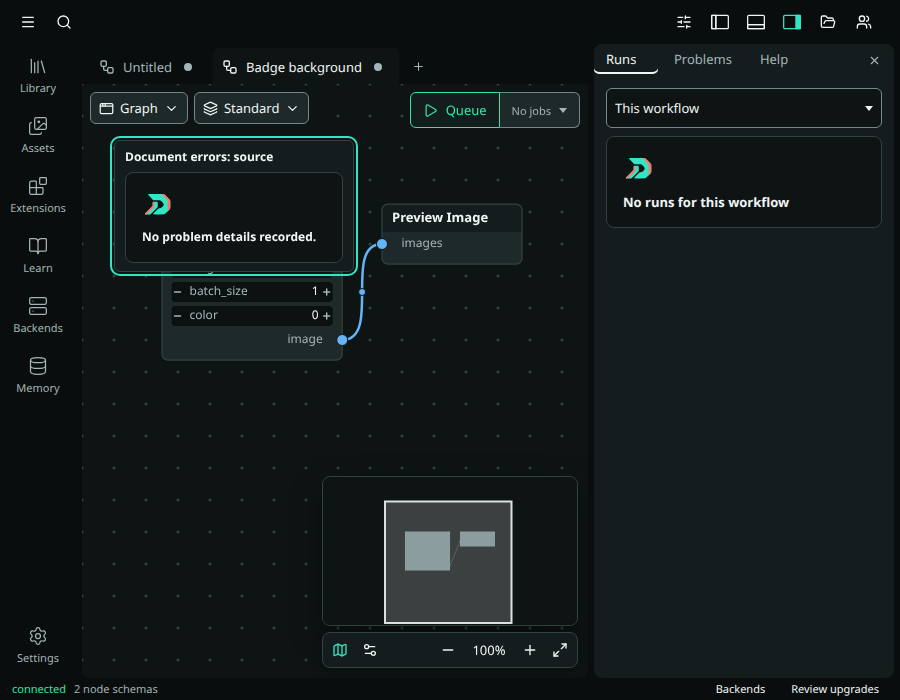 Untitled
Badge background
Runs
Problems
Help
Library
Assets
Extensions
Learn
Backends
Memory
Settings
Graph
Standard
Queue
No jobs
This workflow
No runs for this workflow
Document errors: source
No problem details recorded.
Preview Image
images
batch_size
1
color
0
image
100%
connected
2 node schemas
Backends
Review upgrades